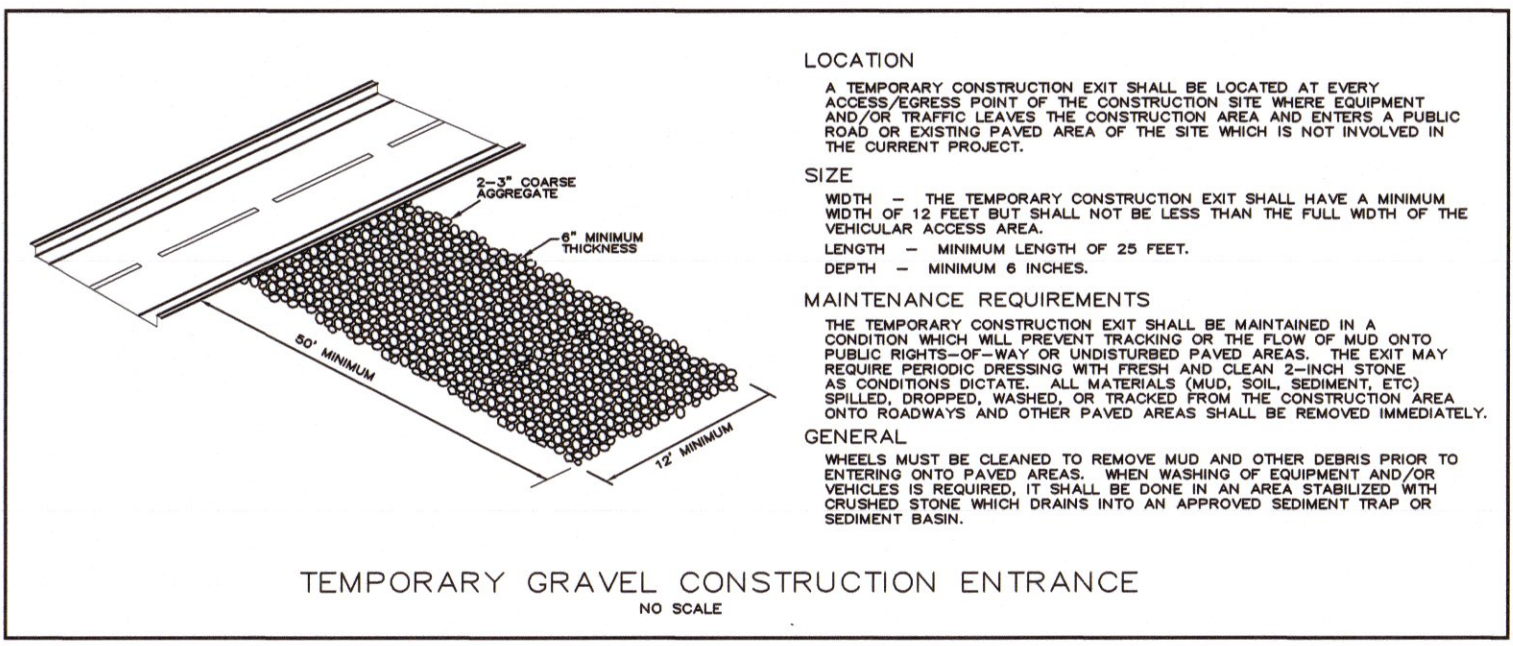 2-3" COARSE
AGGREGATE
6" MINIMUM
THICKNESS
50' MINIMUM
12' MINIMUM
LOCATION
A TEMPORARY CONSTRUCTION EXIT SHALL BE LOCATED AT EVERY
ACCESS/EGRESS POINT OF THE CONSTRUCTION SITE WHERE EQUIPMENT
AND/OR TRAFFIC LEAVES THE CONSTRUCTION AREA AND ENTERS A PUBLIC
ROAD OR EXISTING PAVED AREA OF THE SITE WHICH IS NOT INVOLVED IN
THE CURRENT PROJECT.
SIZE
WIDTH – THE TEMPORARY CONSTRUCTION EXIT SHALL HAVE A MINIMUM
WIDTH OF 12 FEET BUT SHALL NOT BE LESS THAN THE FULL WIDTH OF THE
VEHICULAR ACCESS AREA.
LENGTH – MINIMUM LENGTH OF 25 FEET.
DEPTH – MINIMUM 6 INCHES.
MAINTENANCE REQUIREMENTS
THE TEMPORARY CONSTRUCTION EXIT SHALL BE MAINTAINED IN A
CONDITION WHICH WILL PREVENT TRACKING OR THE FLOW OF MUD ONTO
PUBLIC RIGHTS-OF-WAY OR UNDISTURBED PAVED AREAS. THE EXIT MAY
REQUIRE PERIODIC DRESSING WITH FRESH AND CLEAN 2-INCH STONE
AS CONDITIONS DICTATE. ALL MATERIALS (MUD, SOIL, SEDIMENT, ETC)
SPILLED, DROPPED, WASHED, OR TRACKED FROM THE CONSTRUCTION AREA
ONTO ROADWAYS AND OTHER PAVED AREAS SHALL BE REMOVED IMMEDIATELY.
GENERAL
WHEELS MUST BE CLEANED TO REMOVE MUD AND OTHER DEBRIS PRIOR TO
ENTERING ONTO PAVED AREAS. WHEN WASHING OF EQUIPMENT AND/OR
VEHICLES IS REQUIRED, IT SHALL BE DONE IN AN AREA STABILIZED WITH
CRUSHED STONE WHICH DRAINS INTO AN APPROVED SEDIMENT TRAP OR
SEDIMENT BASIN.
TEMPORARY GRAVEL CONSTRUCTION ENTRANCE
NO SCALE